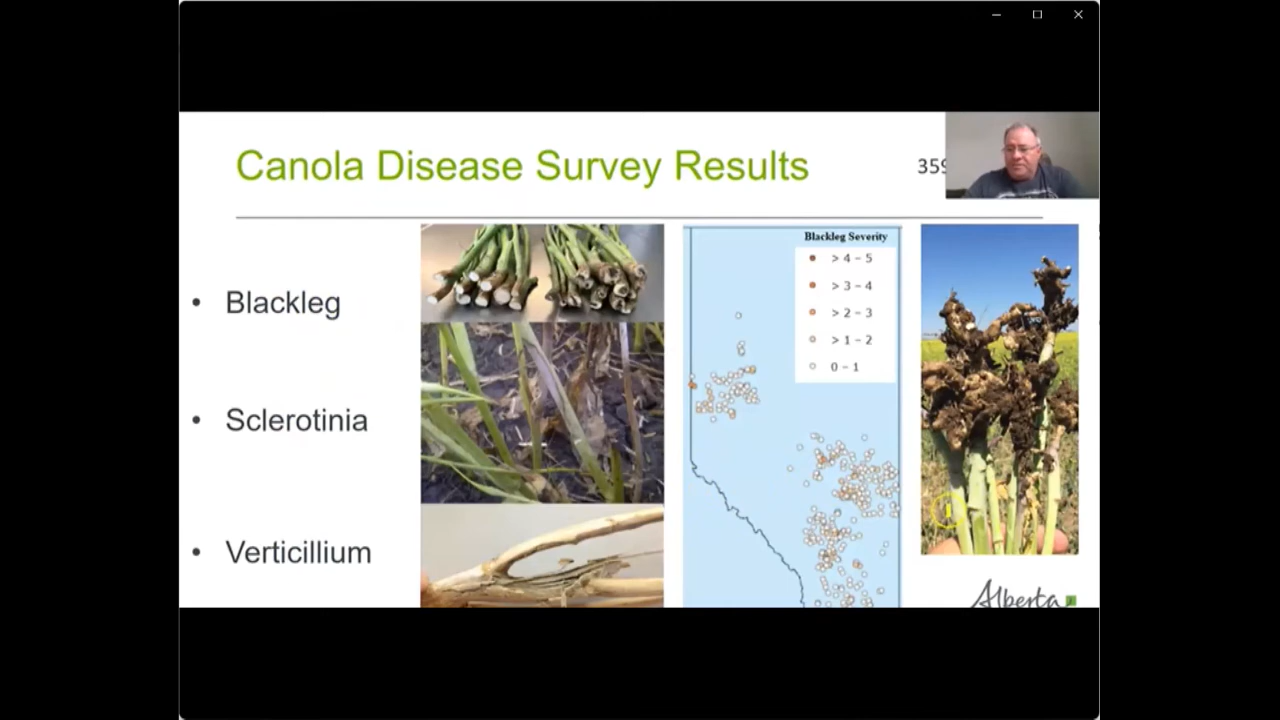 Canola Disease Survey Results
359
• Blackleg
• Sclerotinia
• Verticillium
Blackleg Severity
> 4 – 5
> 3 – 4
> 2 – 3
> 1 – 2
0 – 1
Alberta